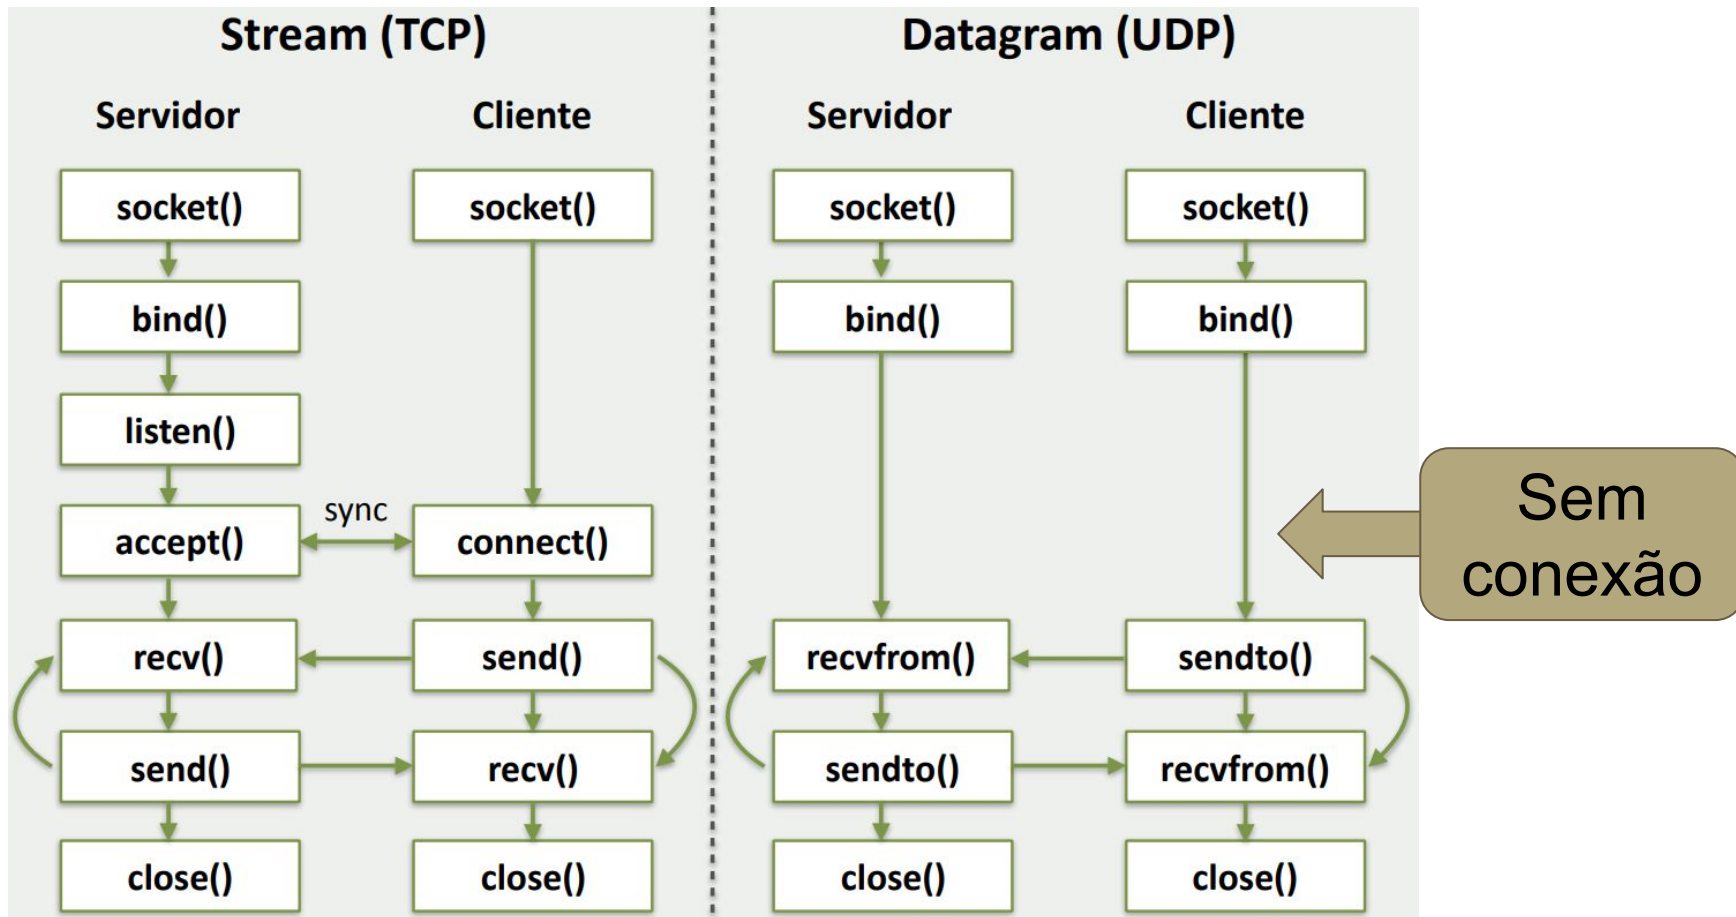 Stream (TCP)
Servidor
Cliente
socket()
socket()
bind()
listen()
accept()
sync
connect()
recv()
send()
send()
recv()
close()
close()
Datagram (UDP)
Servidor
Cliente
socket()
socket()
bind()
bind()
recvfrom()
sendto()
sendto()
recvfrom()
close()
close()
Sem
conexão